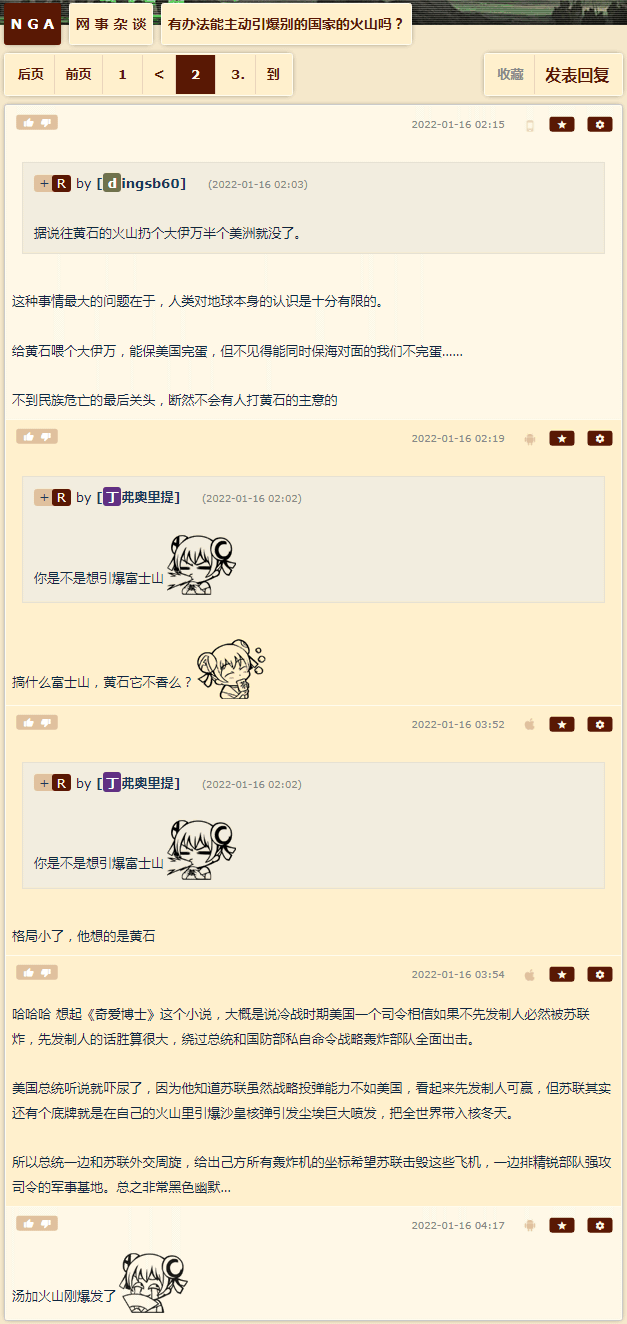 NGA 网事杂谈 有办法能主动引爆别的国家的火山吗？
后页 前页 1 < 2 3. 到 收藏 发表回复
2022-01-16 02:15
+ R by [dingsb60] (2022-01-16 02:03)
据说往黄石的火山扔个大伊万半个美洲就没了。
这种事情最大的问题在于，人类对地球本身的认识是十分有限的。
给黄石喂个大伊万，能保美国完蛋，但不见得能同时保海对面的我们不完蛋……
不到民族危亡的最后关头，断然不会有人打黄石的主意的
2022-01-16 02:19
+ R by [丁弗奥里提] (2022-01-16 02:02)
你是不是想引爆富士山
搞什么富士山，黄石它不香么？
2022-01-16 03:52
+ R by [丁弗奥里提] (2022-01-16 02:02)
你是不是想引爆富士山
格局小了，他想的是黄石
2022-01-16 03:54
哈哈哈 想起《奇爱博士》这个小说，大概是说冷战时期美国一个司令相信如果不先发制人必然被苏联
炸，先发制人的话胜算很大，绕过总统和国防部私自命令战略轰炸部队全面出击。
美国总统听说就吓尿了，因为他知道苏联虽然战略投弹能力不如美国，看起来先发制人可赢，但苏联其实
还有个底牌就是在自己的火山里引爆沙皇核弹引发尘埃巨大喷发，把全世界带入核冬天。
所以总统一边和苏联外交周旋，给出己方所有轰炸机的坐标希望苏联击毁这些飞机，一边排精锐部队强攻
司令的军事基地。总之非常黑色幽默...
2022-01-16 04:17
汤加火山刚爆发了